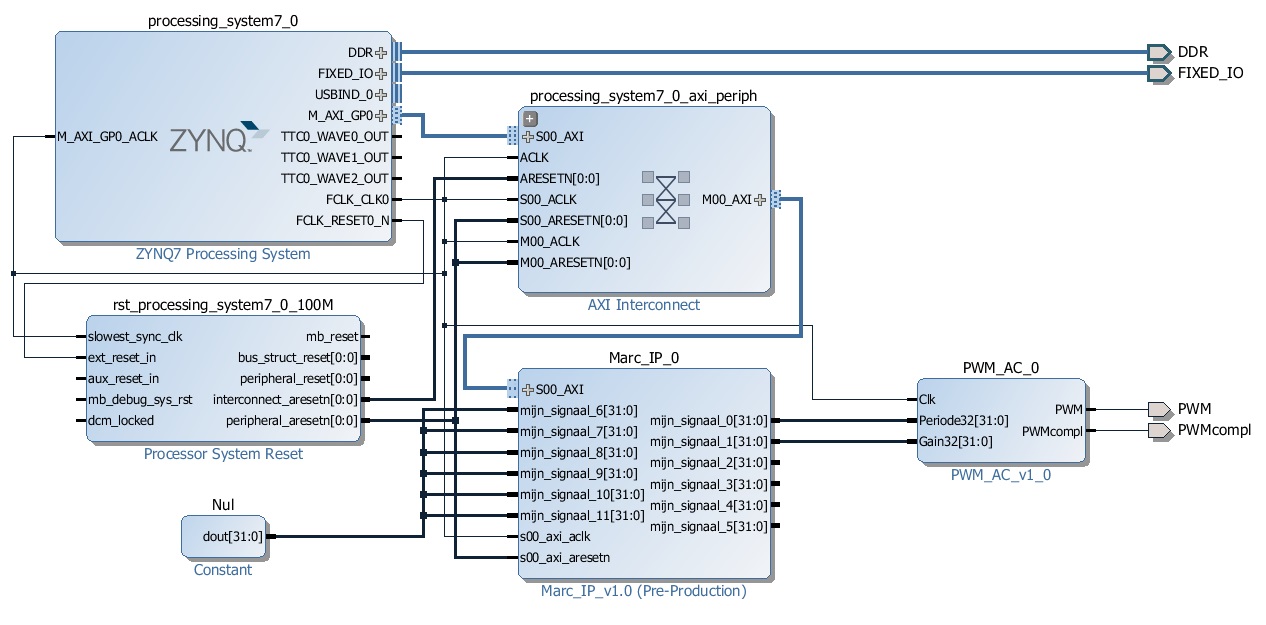 processing_system7_0
DDR
FIXED_IO
USBIND_0
M_AXI_GP0
M_AXI_GP0_ACLK
ZYNQ
TTC0_WAVE0_OUT
TTC0_WAVE1_OUT
TTC0_WAVE2_OUT
FCLK_CLK0
FCLK_RESET0_N
ZYNQ7 Processing System
DDR
FIXED_IO
processing_system7_0_axi_periph
S00_AXI
ACLK
ARESETN[0:0]
S00_ACLK
S00_ARESETN[0:0]
M00_ACLK
M00_ARESETN[0:0]
M00_AXI
AXI Interconnect
rst_processing_system7_0_100M
slowest_sync_clk
ext_reset_in
aux_reset_in
mb_debug_sys_rst
dcm_locked
mb_reset
bus_struct_reset[0:0]
peripheral_reset[0:0]
interconnect_aresetn[0:0]
peripheral_aresetn[0:0]
Processor System Reset
Nul
dout[31:0]
Constant
Marc_IP_0
S00_AXI
mijn_signaal_6[31:0]
mijn_signaal_7[31:0]
mijn_signaal_8[31:0]
mijn_signaal_9[31:0]
mijn_signaal_10[31:0]
mijn_signaal_11[31:0]
s00_axi_aclk
s00_axi_aresetn
mijn_signaal_0[31:0]
mijn_signaal_1[31:0]
mijn_signaal_2[31:0]
mijn_signaal_3[31:0]
mijn_signaal_4[31:0]
mijn_signaal_5[31:0]
Marc_IP_v1.0 (Pre-Production)
PWM_AC_0
Clk
Periode32[31:0]
Gain32[31:0]
PWM
PWMcompl
PWM_AC_v1_0
PWM
PWMcompl